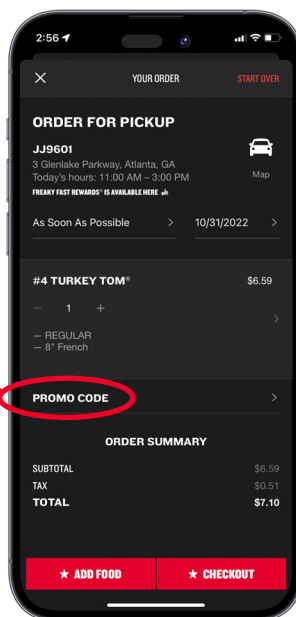 2:56
YOUR ORDER
START OVER
ORDER FOR PICKUP
JJ9601
3 Glenlake Parkway, Atlanta, GA
Today's hours: 11:00 AM – 3:00 PM
Map
FREAKY FAST REWARDS® IS AVAILABLE HERE
As Soon As Possible >
10/31/2022 >
#4 TURKEY TOM®
$6.59
— 1 +
— REGULAR
— 8" French
PROMO CODE
ORDER SUMMARY
SUBTOTAL $6.59
TAX $0.51
TOTAL $7.10
★ ADD FOOD
★ CHECKOUT